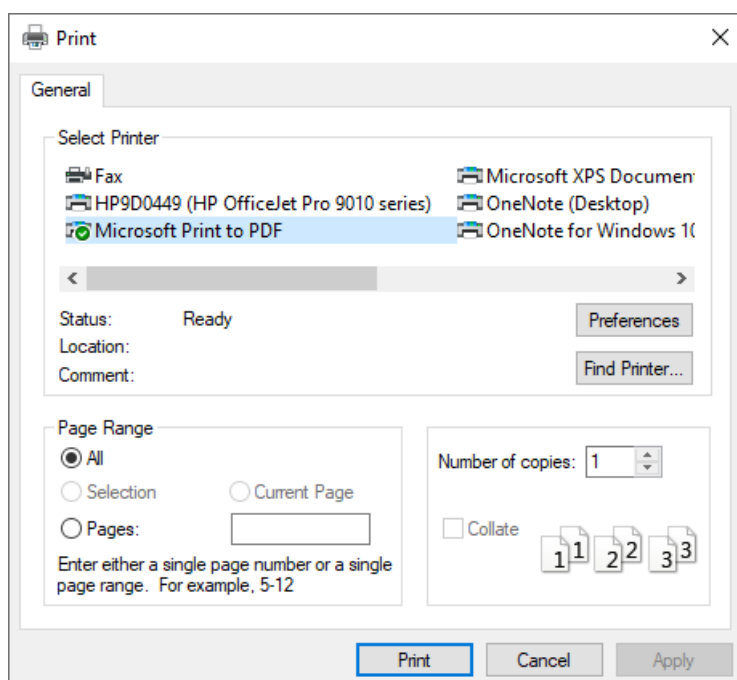 Print
General
Select Printer
Fax
HP9D0449 (HP OfficeJet Pro 9010 series)
Microsoft Print to PDF
Microsoft XPS Documen
OneNote (Desktop)
OneNote for Windows 10
Status: Ready
Location:
Comment:
Preferences
Find Printer...
Page Range
All
Selection
Current Page
Pages:
Enter either a single page number or a single
page range. For example, 5-12
Number of copies: 1
Collate
1 1 2 2 3 3
Print
Cancel
Apply